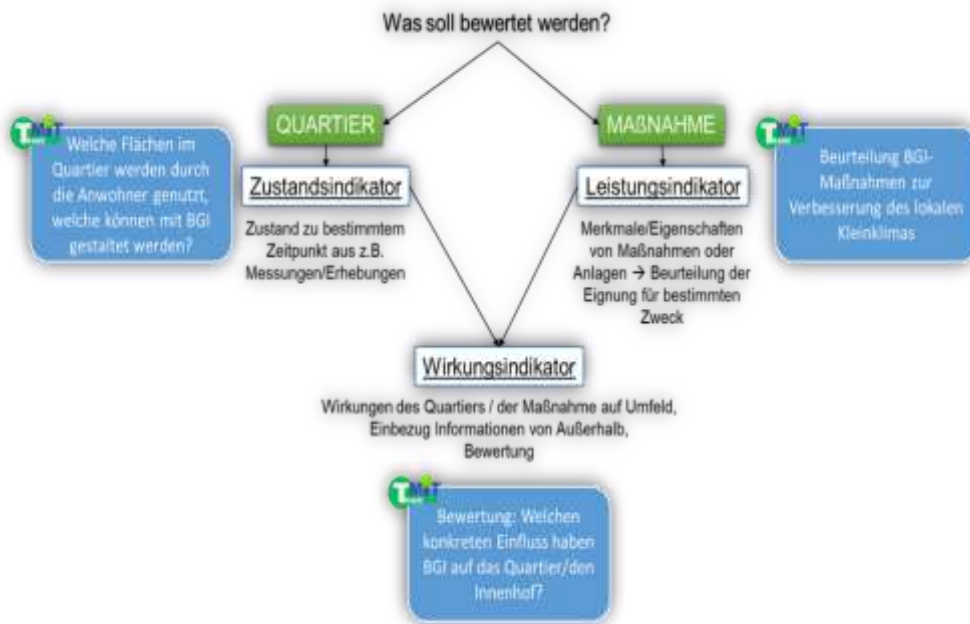 Was soll bewertet werden?
QUARTIER
MAßNAHME
Welche Flächen im
Quartier werden durch
die Anwohner genutzt,
welche können mit BGI
gestaltet werden?
Zustandsindikator
Zustand zu bestimmtem
Zeitpunkt aus z.B.
Messungen/Erhebungen
Leistungsindikator
Merkmale/Eigenschaften
von Maßnahmen oder
Anlagen → Beurteilung der
Eignung für bestimmten
Zweck
Beurteilung BGI-
Maßnahmen zur
Verbesserung des lokalen
Kleinklimas
Wirkungsindikator
Wirkungen des Quartiers / der Maßnahme auf Umfeld,
Einbezug Informationen von Außerhalb,
Bewertung
Bewertung: Welchen
konkreten Einfluss haben
BGI auf das Quartier/den
Innenhof?